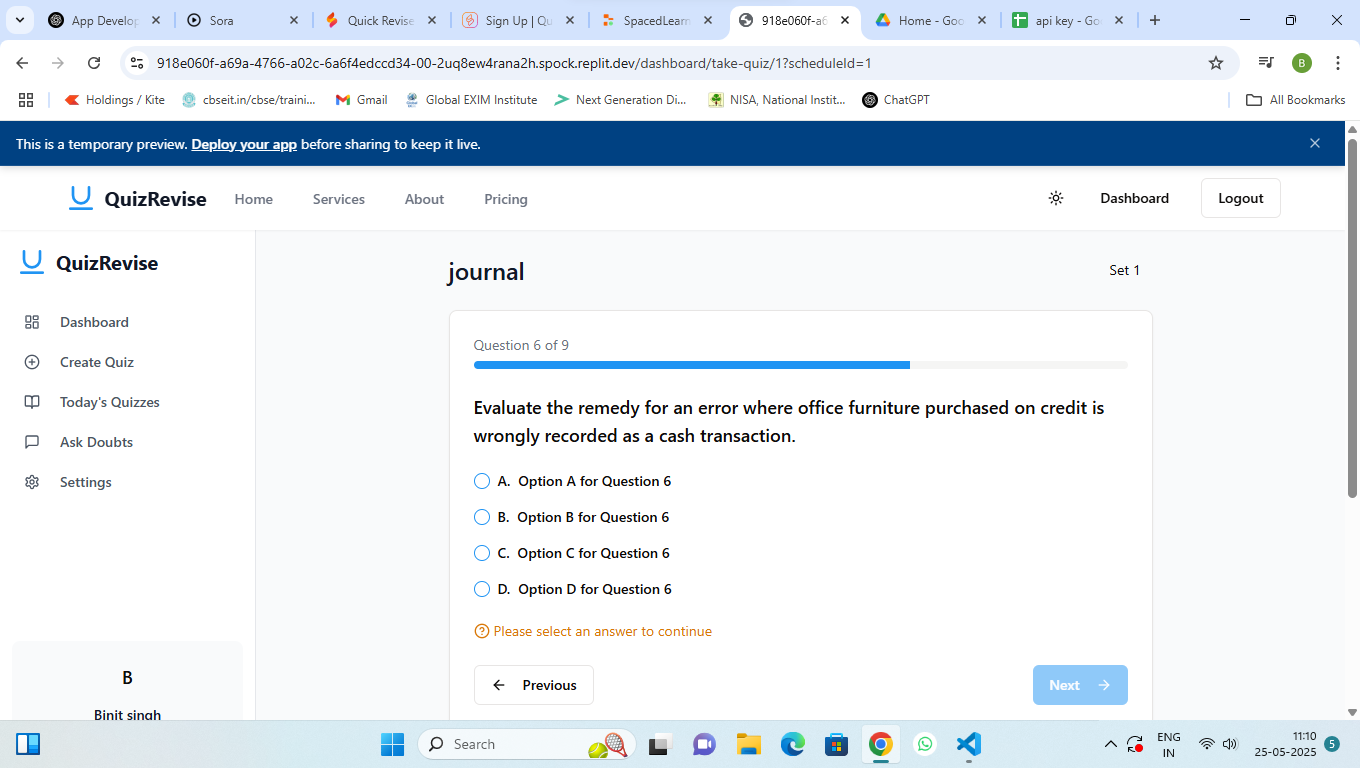 App Develop
Sora
Quick Revise
Sign Up | Qu
SpacedLearn
918e060f-a6
Home - Goo
api key - Go
918e060f-a69a-4766-a02c-6a6f4edccd34-00-2uq8ew4rana2h.spock.replit.dev/dashboard/take-quiz/1?scheduleId=1
B
Holdings / Kite
cbseit.in/cbse/traini...
Gmail
Global EXIM Institute
Next Generation Di...
NISA, National Instit...
ChatGPT
All Bookmarks
This is a temporary preview. Deploy your app before sharing to keep it live.
QuizRevise
Home
Services
About
Pricing
Dashboard
Logout
QuizRevise
Dashboard
Create Quiz
Today's Quizzes
Ask Doubts
Settings
B
Binit singh
journal
Set 1
Question 6 of 9
Evaluate the remedy for an error where office furniture purchased on credit is
wrongly recorded as a cash transaction.
A. Option A for Question 6
B. Option B for Question 6
C. Option C for Question 6
D. Option D for Question 6
Please select an answer to continue
Previous
Next
Search
ENG
IN
11:10
25-05-2025
5